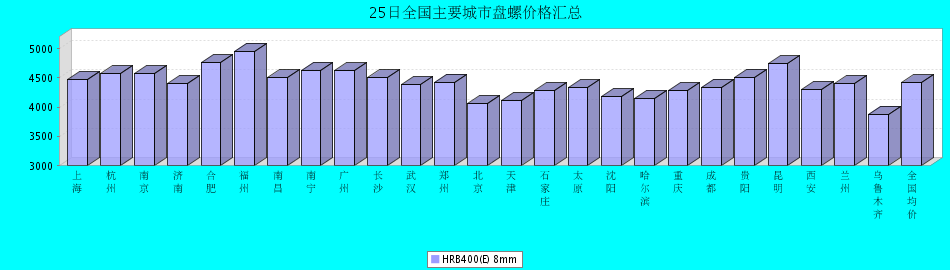 25日全国主要城市盘螺价格汇总
5000
4500
4000
3500
3000
上海
杭州
南京
济南
合肥
福州
南昌
南宁
广州
长沙
武汉
郑州
北京
天津
石家庄
太原
沈阳
哈尔滨
重庆
成都
贵阳
昆明
西安
兰州
乌鲁木齐
全国均价
HRB400(E) 8mm